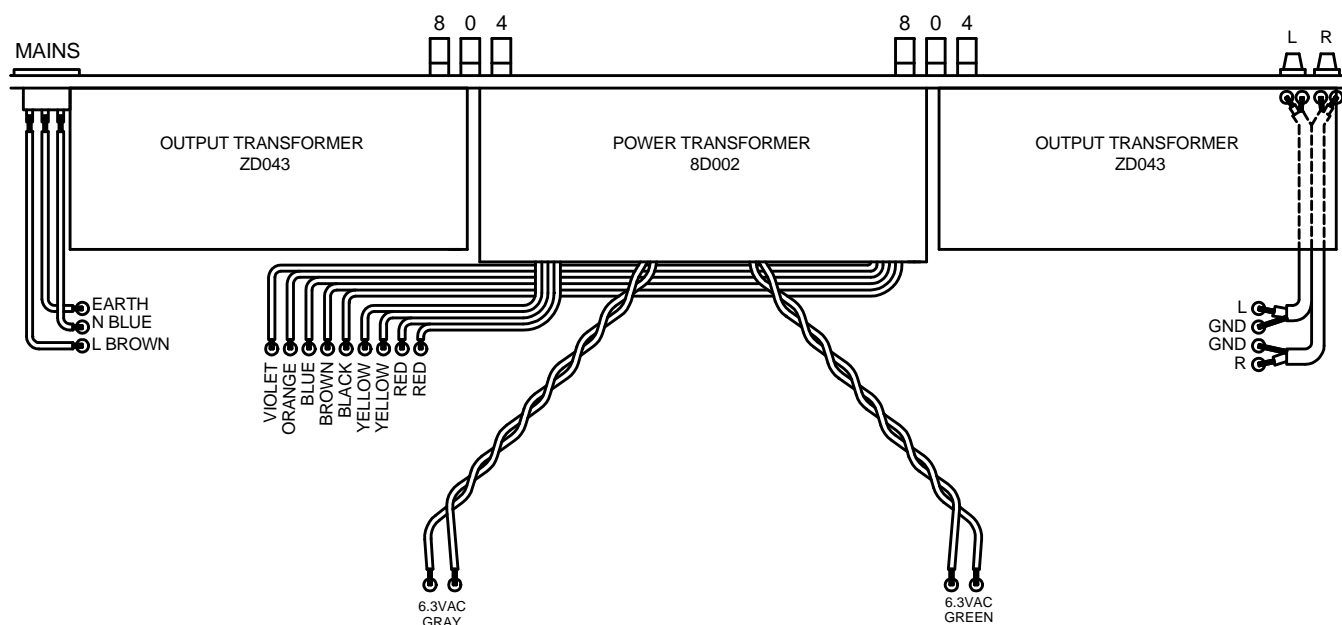 8 0 4
8 0 4
L R
MAINS
OUTPUT TRANSFORMER
ZD043
POWER TRANSFORMER
8D002
OUTPUT TRANSFORMER
ZD043
EARTH
N BLUE
L BROWN
L
GND
GND
R
VIOLET
ORANGE
BLUE
BROWN
BLACK
YELLOW
YELLOW
RED
RED
6.3VAC
GRAY
6.3VAC
GREEN